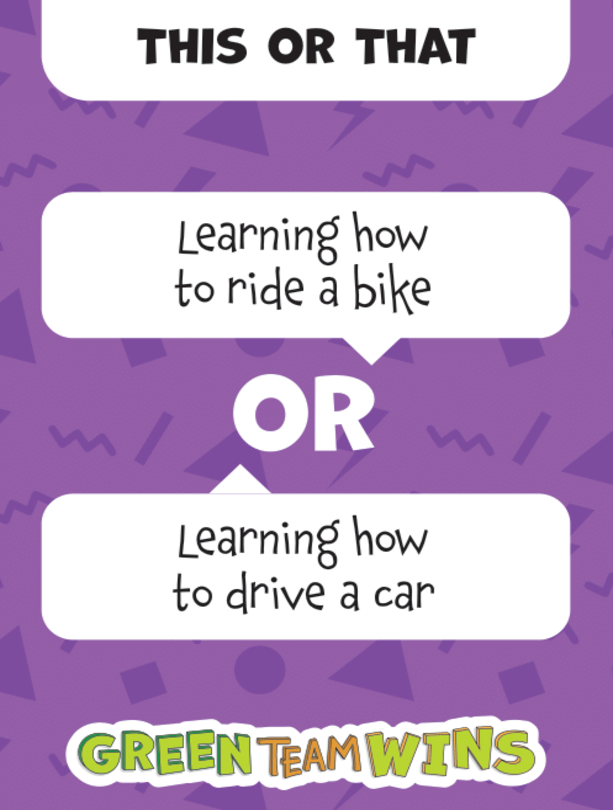 THIS OR THAT
Learning how
to ride a bike
OR
Learning how
to drive a car
GREEN TEAM WINS